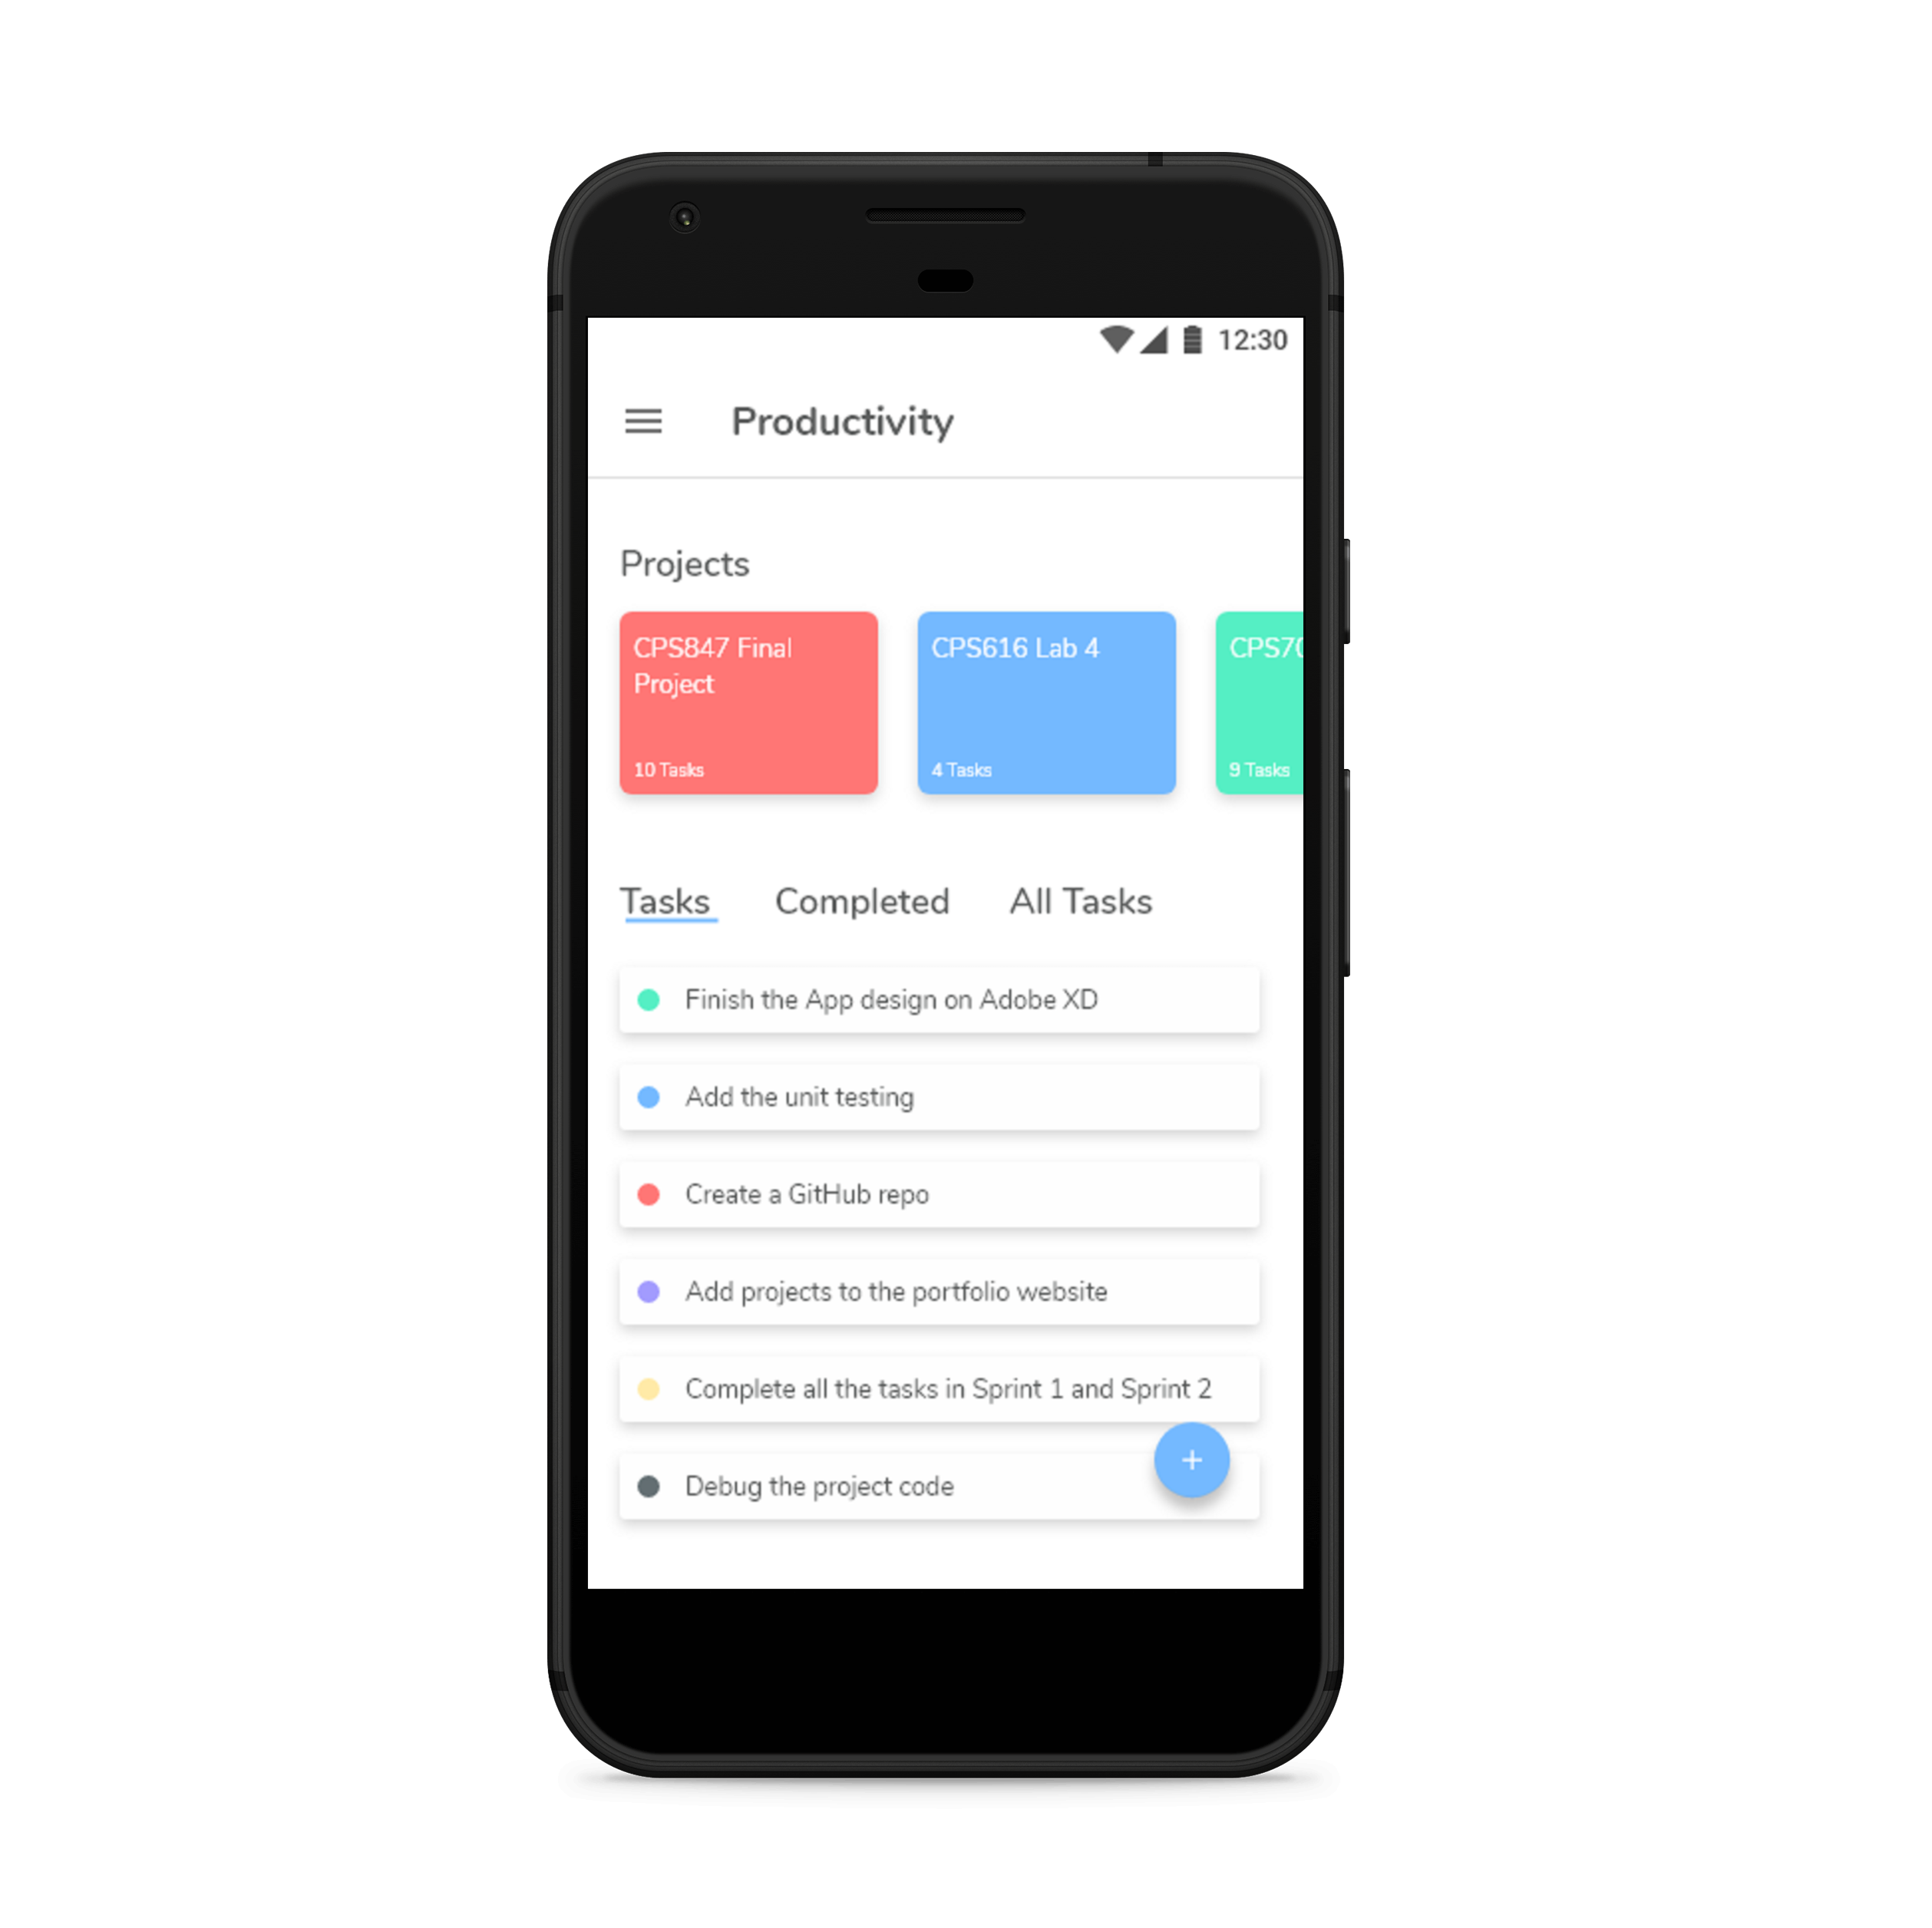 12:30
Productivity
Projects
CPS847 Final
Project
10 Tasks
CPS616 Lab 4
4 Tasks
CPS70
9 Tasks
Tasks Completed All Tasks
Finish the App design on Adobe XD
Add the unit testing
Create a GitHub repo
Add projects to the portfolio website
Complete all the tasks in Sprint 1 and Sprint 2
+
Debug the project code